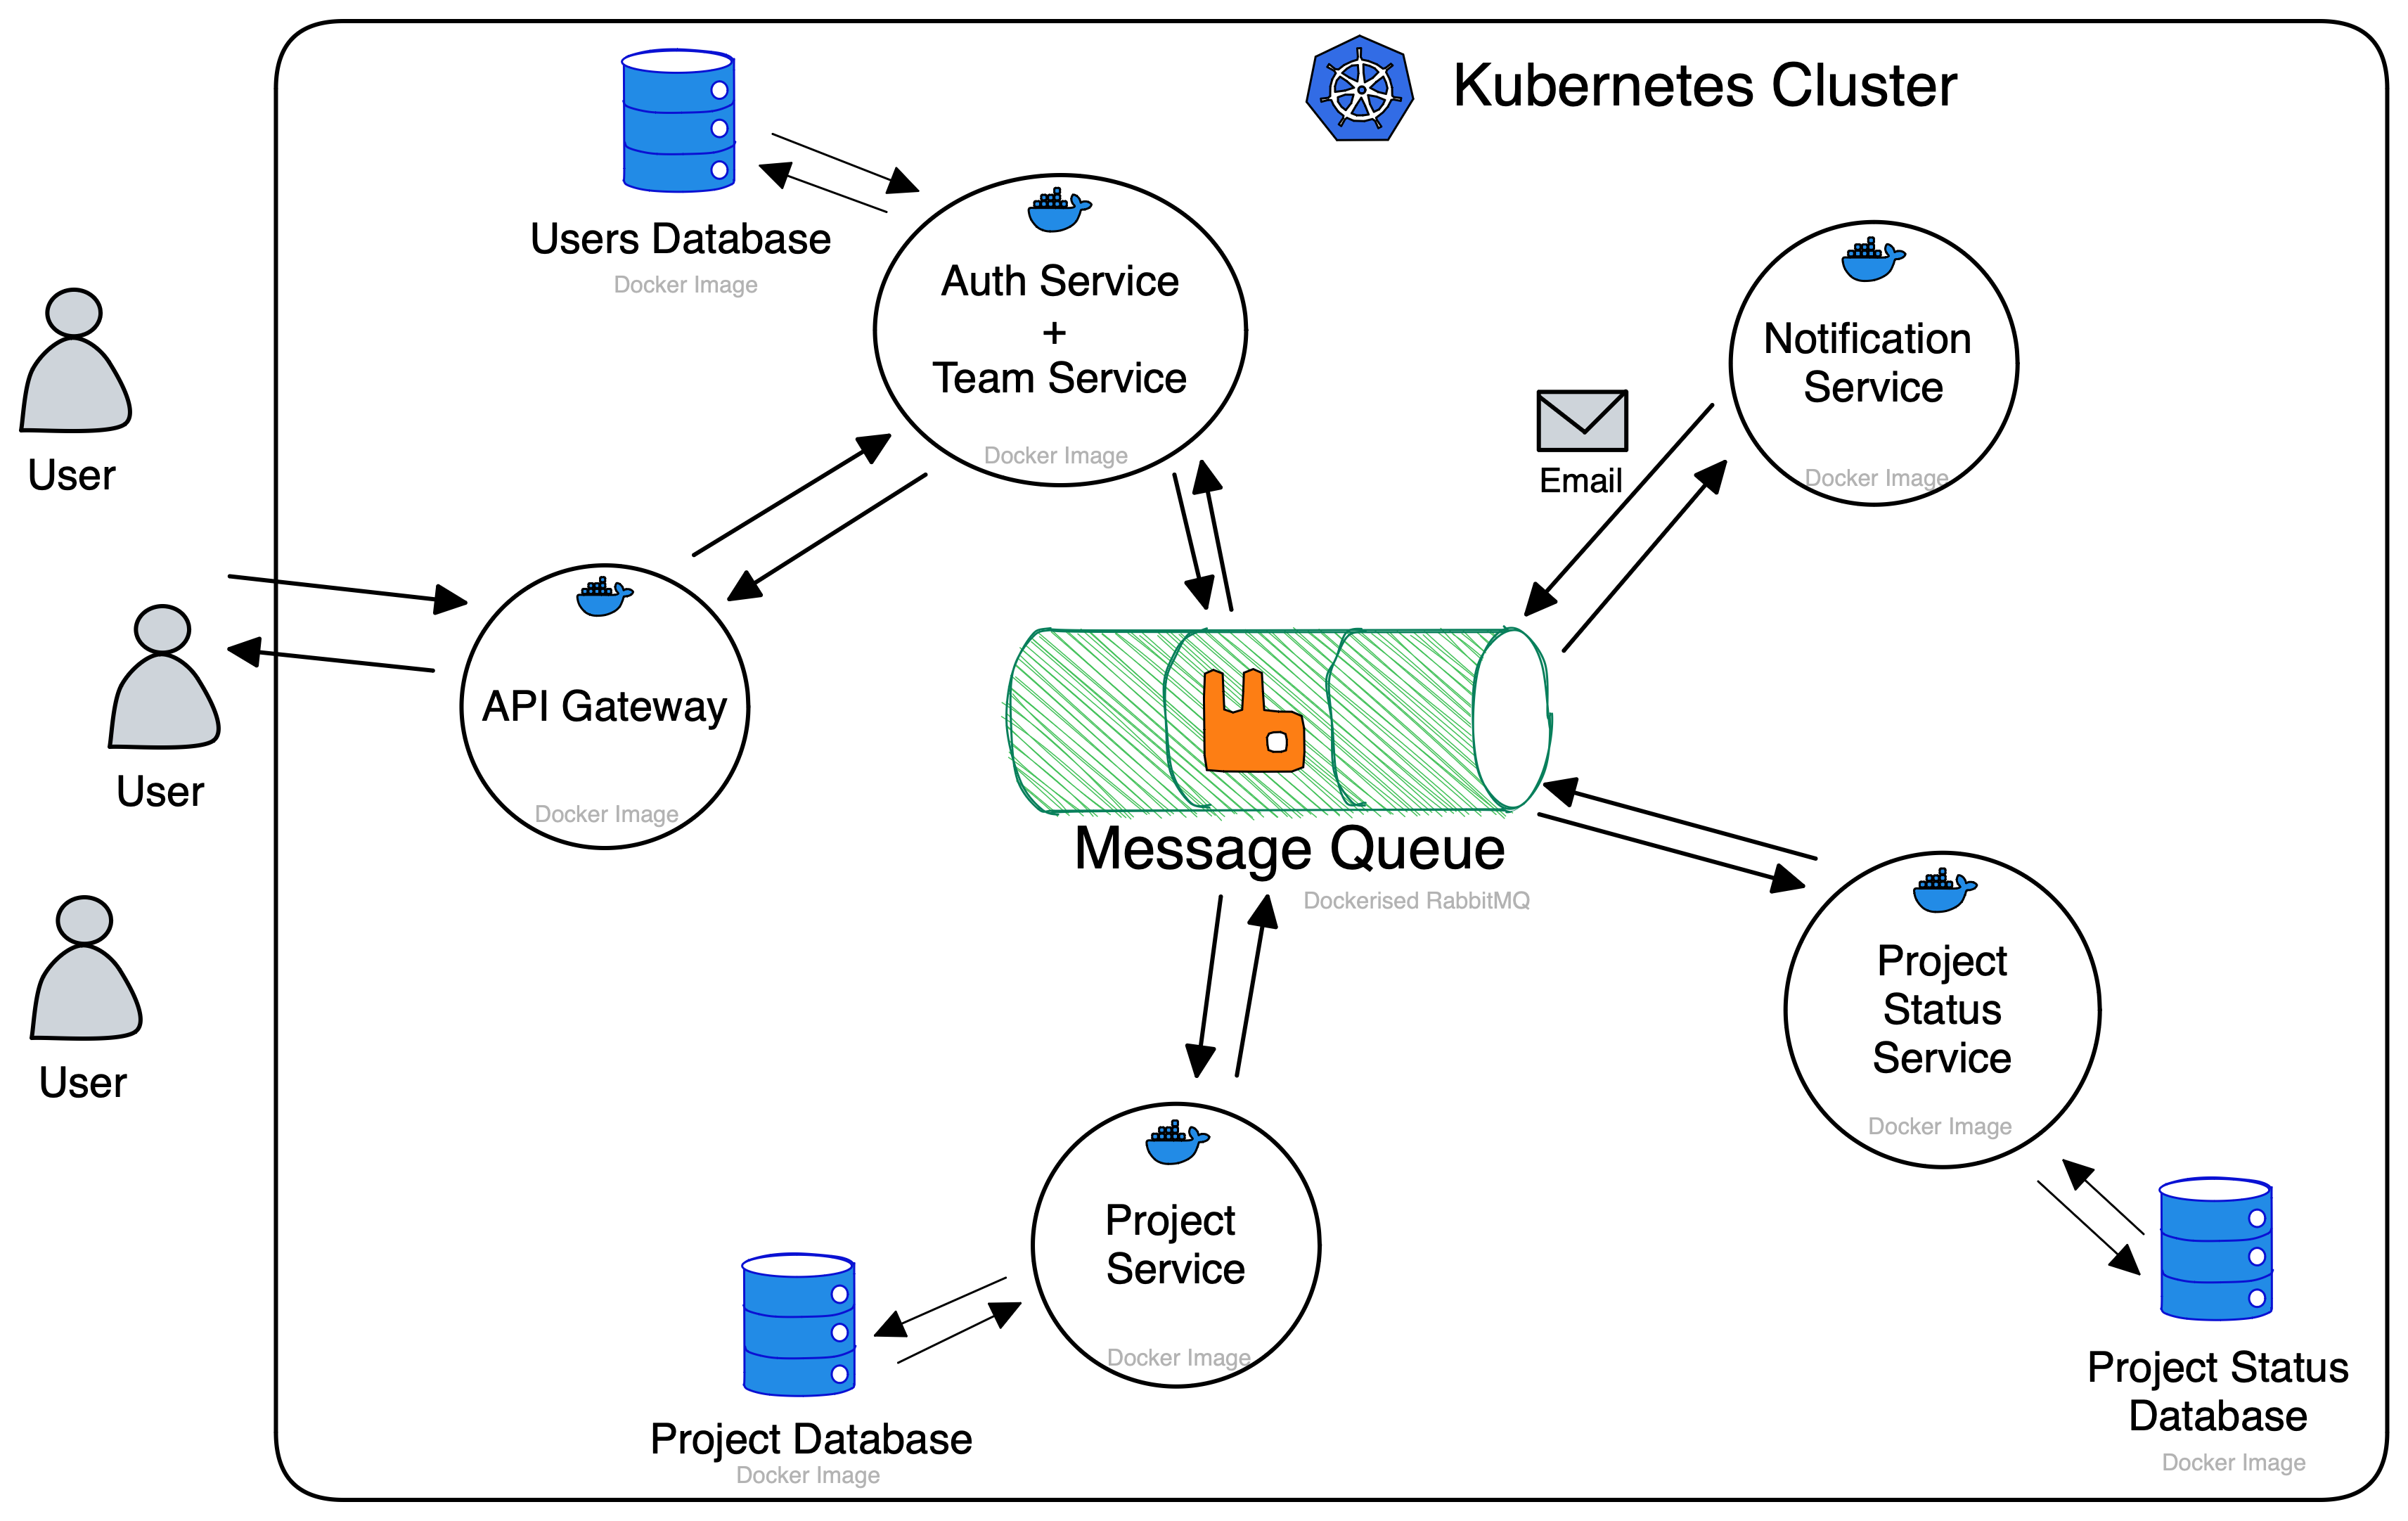 Kubernetes Cluster
Users Database
Docker Image
Auth Service
+
Team Service
Docker Image
Notification
Service
Docker Image
Email
User
API Gateway
Docker Image
User
Message Queue
Dockerised RabbitMQ
Project
Status
Service
Docker Image
User
Project
Service
Docker Image
Project Database
Docker Image
Project Status
Database
Docker Image